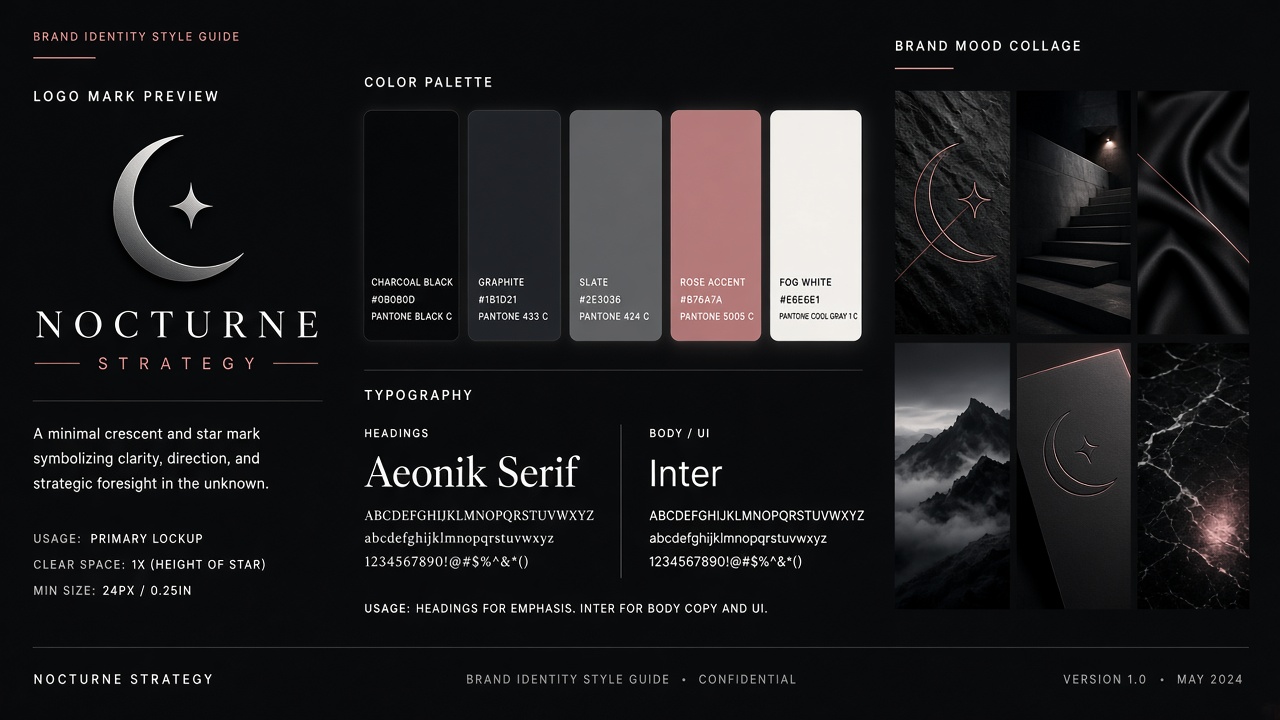 BRAND IDENTITY STYLE GUIDE
LOGO MARK PREVIEW
NOCTURNE
STRATEGY
A minimal crescent and star mark
symbolizing clarity, direction, and
strategic foresight in the unknown.
USAGE: PRIMARY LOCKUP
CLEAR SPACE: 1X (HEIGHT OF STAR)
MIN SIZE: 24PX / 0.25IN
COLOR PALETTE
CHARCOAL BLACK
#0B0B0D
PANTONE BLACK C
GRAPHITE
#1B1D21
PANTONE 433 C
SLATE
#2E3036
PANTONE 424 C
ROSE ACCENT
#B76A7A
PANTONE 5005 C
FOG WHITE
#E6E6E1
PANTONE COOL GRAY 1 C
TYPOGRAPHY
HEADINGS
Aeonik Serif
ABCDEFGHIJKLMNOPQRSTUVWXYZ
abcdefghijklmnopqrstuvwxyz
1234567890!@#$%^&*()
BODY / UI
Inter
ABCDEFGHIJKLMNOPQRSTUVWXYZ
abcdefghijklmnopqrstuvwxyz
1234567890!@#$%^&*()
USAGE: HEADINGS FOR EMPHASIS. INTER FOR BODY COPY AND UI.
BRAND MOOD COLLAGE
NOCTURNE STRATEGY
BRAND IDENTITY STYLE GUIDE • CONFIDENTIAL
VERSION 1.0 • MAY 2024